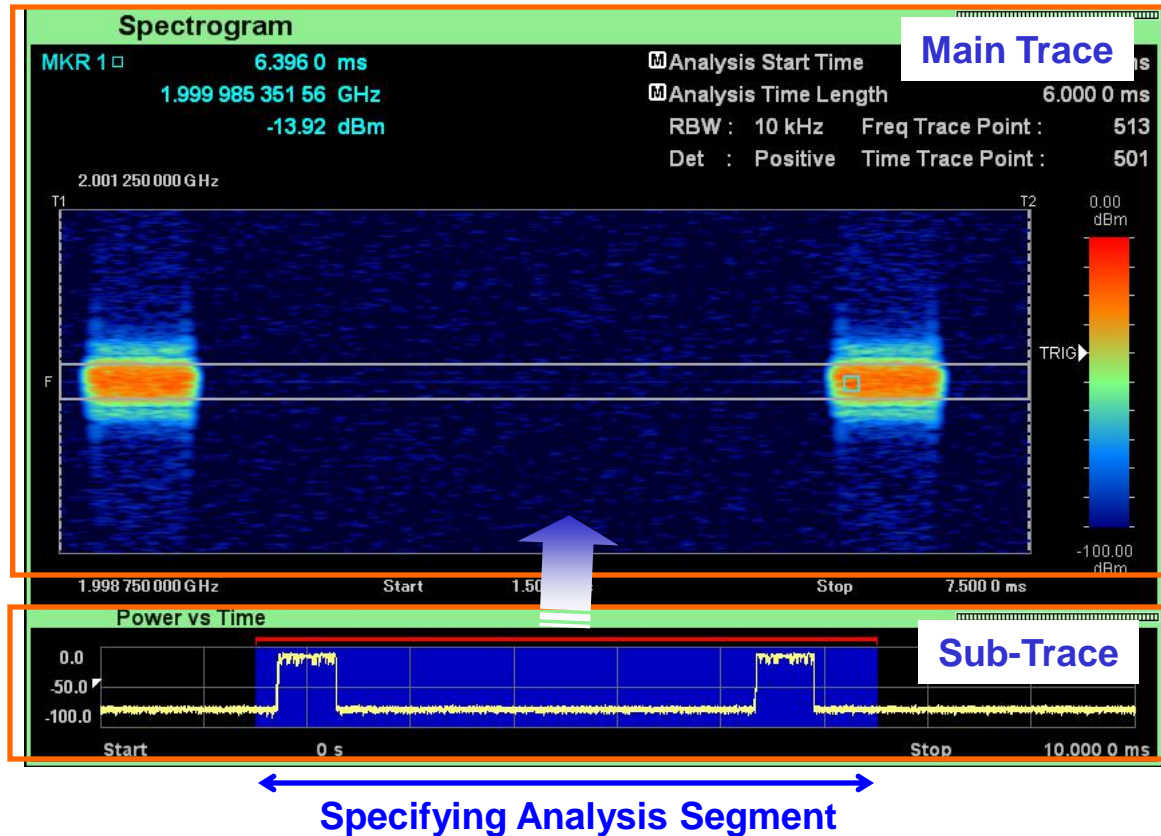 Spectrogram
Main Trace
MKR 1 6.396 0 ms
1.999 985 351 56 GHz
-13.92 dBm
M Analysis Start Time
M Analysis Time Length 6.000 0 ms
RBW : 10 kHz Freq Trace Point : 513
Det : Positive Time Trace Point : 501
2.001 250 000 GHz
T1 T2
0.00
dBm
TRIG
F
-100.00
dBm
1.998 750 000 GHz Start Stop 7.500 0 ms
Power vs Time
Sub-Trace
0.0
-50.0
-100.0
Start 0 s Stop 10.000 0 ms
Specifying Analysis Segment